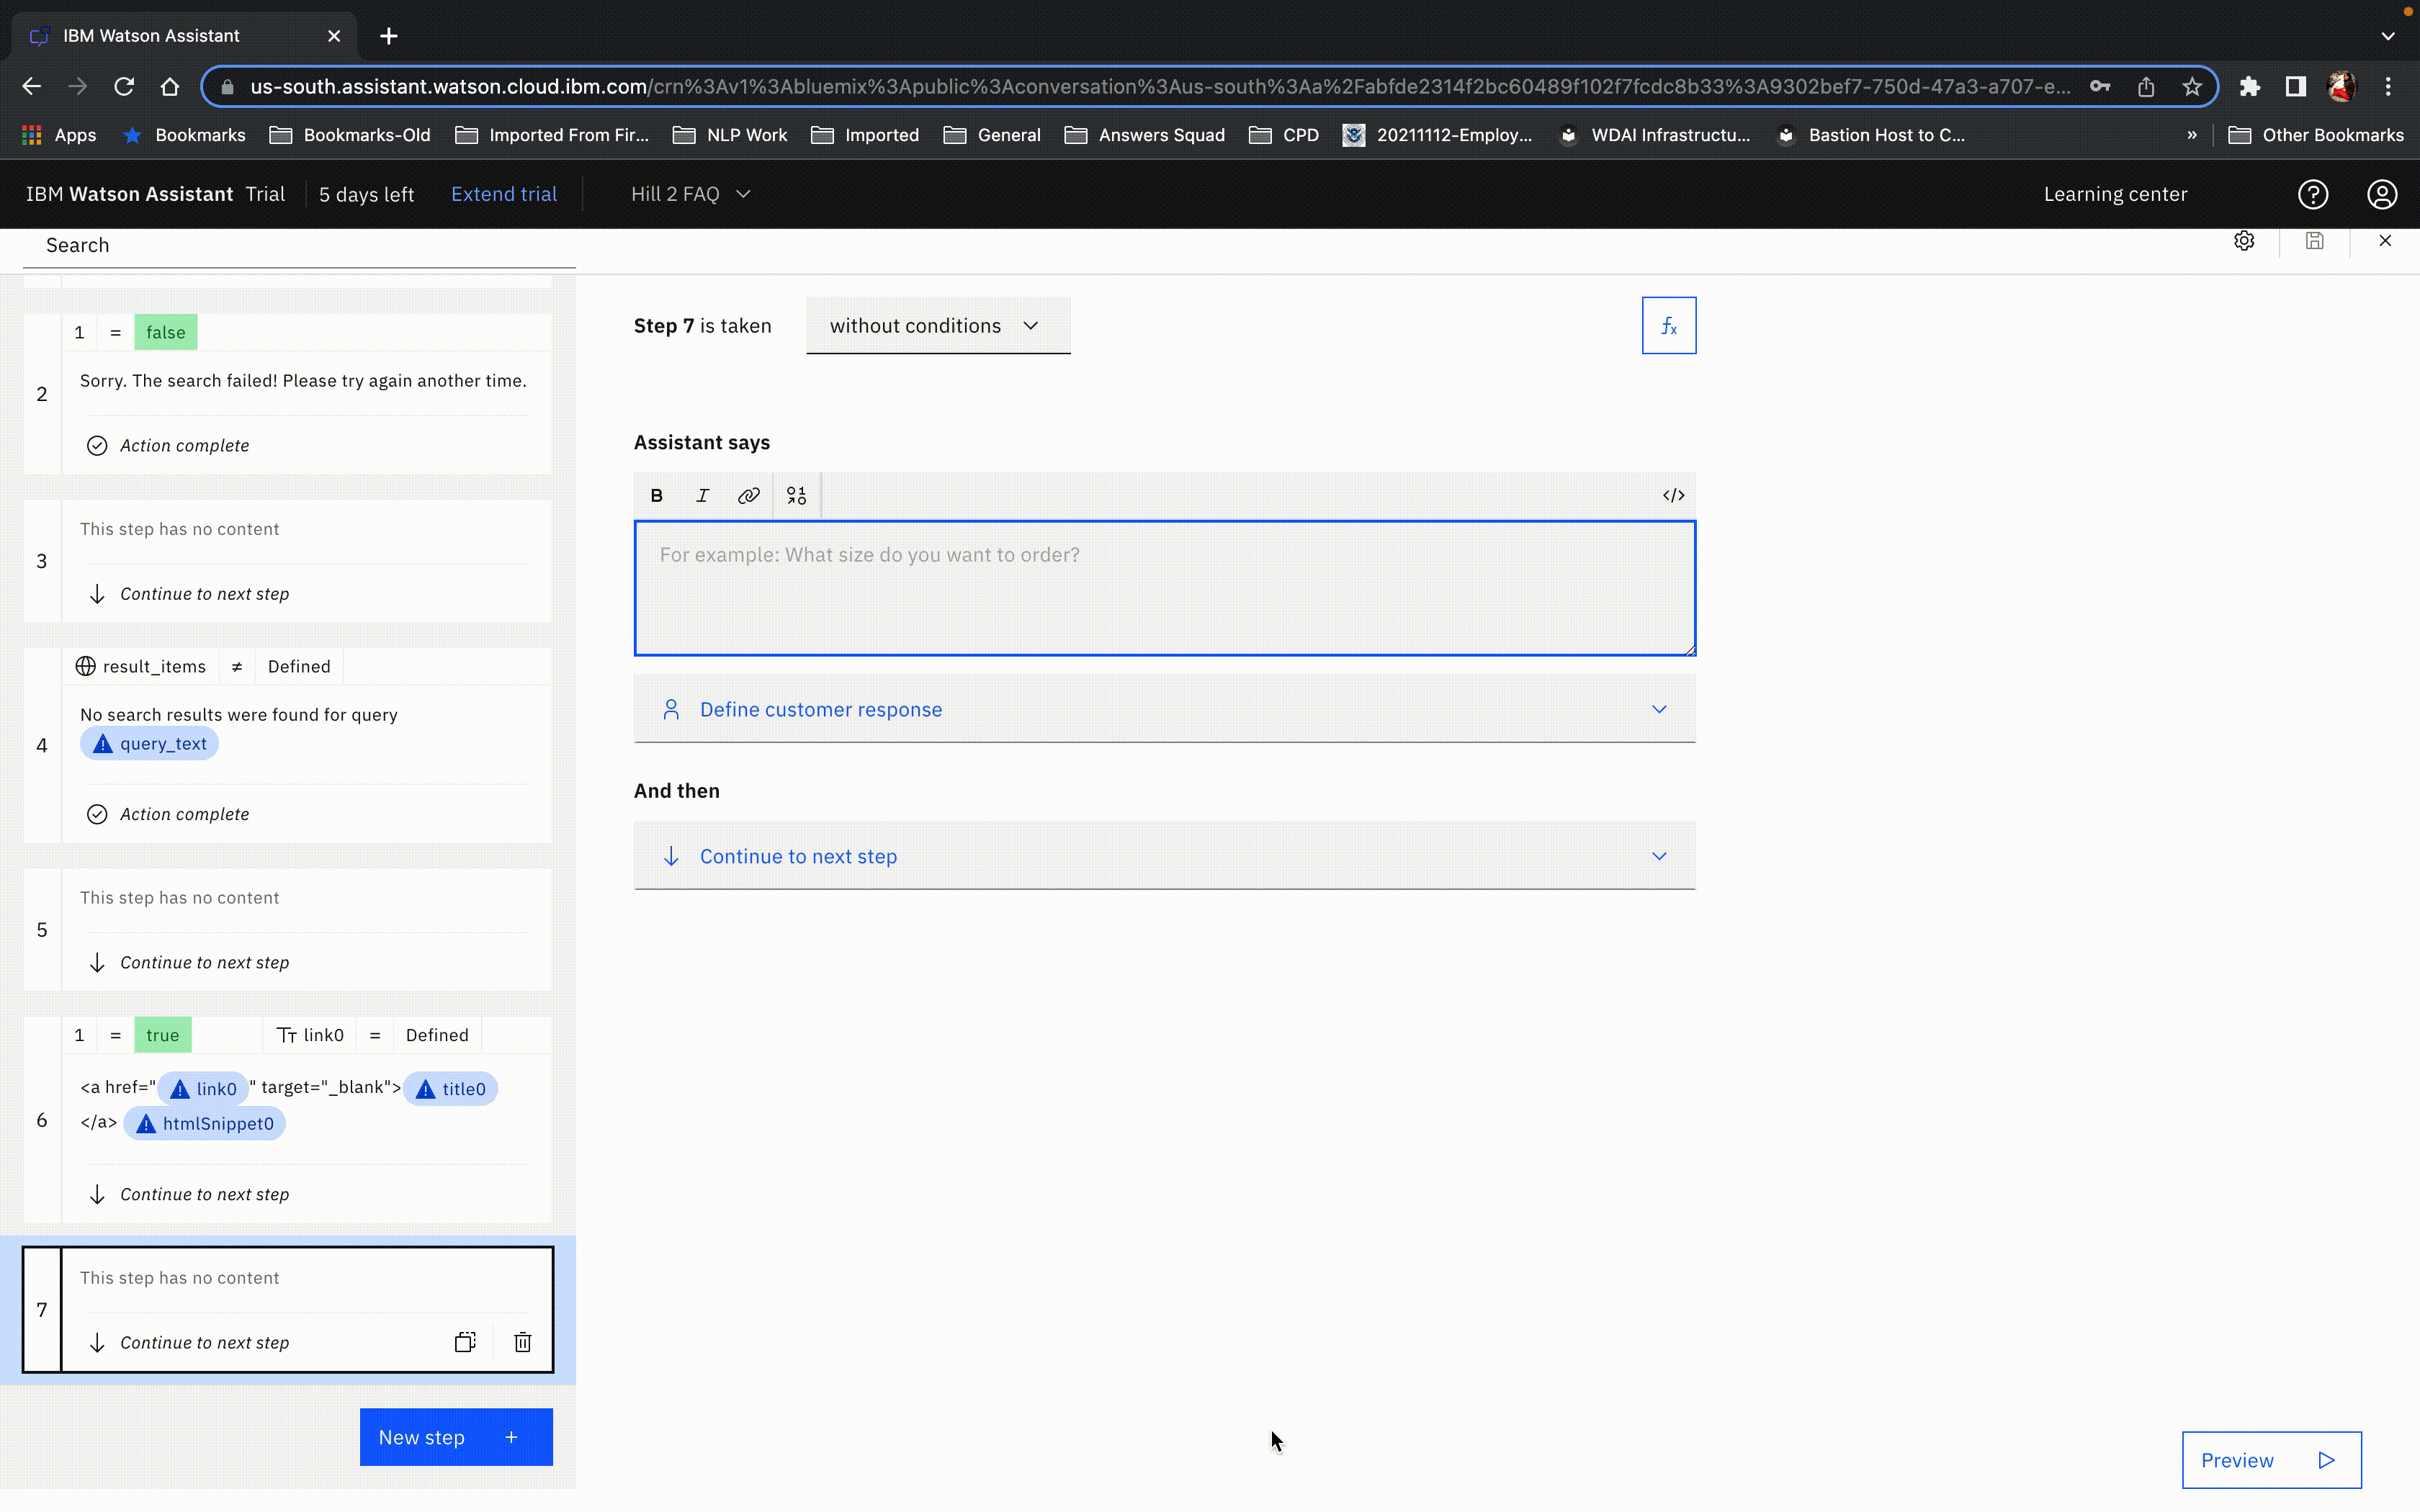 IBM Watson Assistant
us-south.assistant.watson.cloud.ibm.com/crn%3Av1%3Abluemix%3Apublic%3Aconversation%3Aus-south%3Aa%2Fabfde2314f2bc60489f102f7fcdc8b33%3A9302bef7-750d-47a3-a707-e...
Apps Bookmarks Bookmarks-Old Imported From Fir... NLP Work Imported General Answers Squad CPD 20211112-Employ... WDAI Infrastructu... Bastion Host to C... » Other Bookmarks
IBM Watson Assistant Trial 5 days left Extend trial Hill 2 FAQ Learning center
Search
1 = false
2
Sorry. The search failed! Please try again another time.
Action complete
3
This step has no content
Continue to next step
4
result_items ≠ Defined
No search results were found for query
query_text
Action complete
5
This step has no content
Continue to next step
6
1 = true Tт link0 = Defined
<a href=" link0 " target="_blank"> title0
</a> htmlSnippet0
Continue to next step
7
This step has no content
Continue to next step
New step +
Step 7 is taken without conditions
fx
Assistant says
B I </>
For example: What size do you want to order?
Define customer response
And then
Continue to next step
Preview